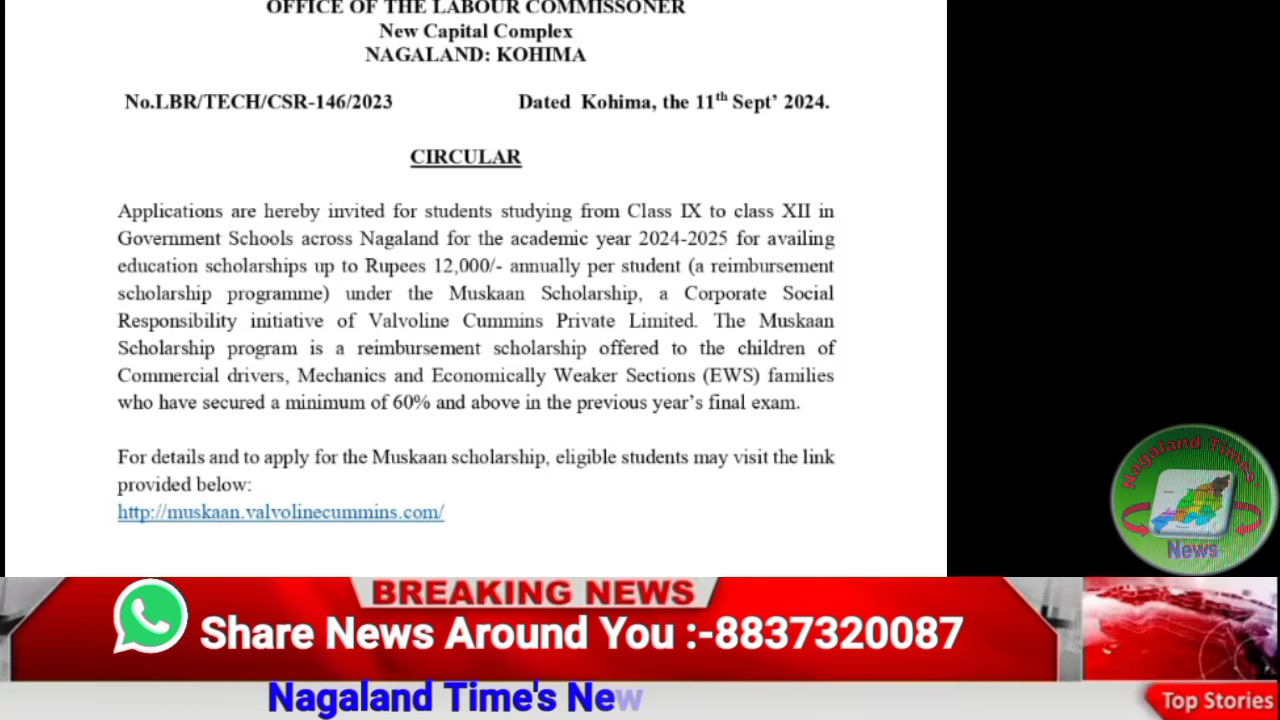 OFFICE OF THE LABOUR COMMISSONER
New Capital Complex
NAGALAND: KOHIMA
No.LBR/TECH/CSR-146/2023 Dated Kohima, the 11th Sept’ 2024.
CIRCULAR
Applications are hereby invited for students studying from Class IX to class XII in
Government Schools across Nagaland for the academic year 2024-2025 for availing
education scholarships up to Rupees 12,000/- annually per student (a reimbursement
scholarship programme) under the Muskaan Scholarship, a Corporate Social
Responsibility initiative of Valvoline Cummins Private Limited. The Muskaan
Scholarship program is a reimbursement scholarship offered to the children of
Commercial drivers, Mechanics and Economically Weaker Sections (EWS) families
who have secured a minimum of 60% and above in the previous year’s final exam.
For details and to apply for the Muskaan scholarship, eligible students may visit the link
provided below:
http://muskaan.valvolinecummins.com/
Nagaland Times
News
BREAKING NEWS
Share News Around You :-8837320087
Nagaland Time's New
Top Stories